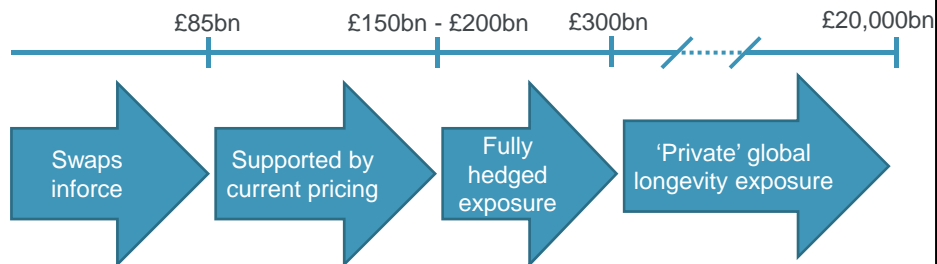 £85bn
£150bn - £200bn
£300bn
£20,000bn
Swaps
inforce
Supported by
current pricing
Fully
hedged
exposure
‘Private’ global
longevity exposure